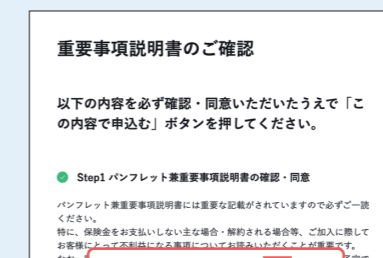 重要事項説明書のご確認
以下の内容を必ず確認・同意いただいたうえで「こ
の内容で申込む」ボタンを押してください。
Step1 パンフレット兼重要事項説明書の確認・同意
パンフレット兼重要事項説明書には重要な記載がされていますので必ずご一読
ください。
特に、保険金をお支払いしない主な場合・解約される場合等、ご加入に際して
お客様にとって不利益になる事項についてお読みいただくことが重要です。